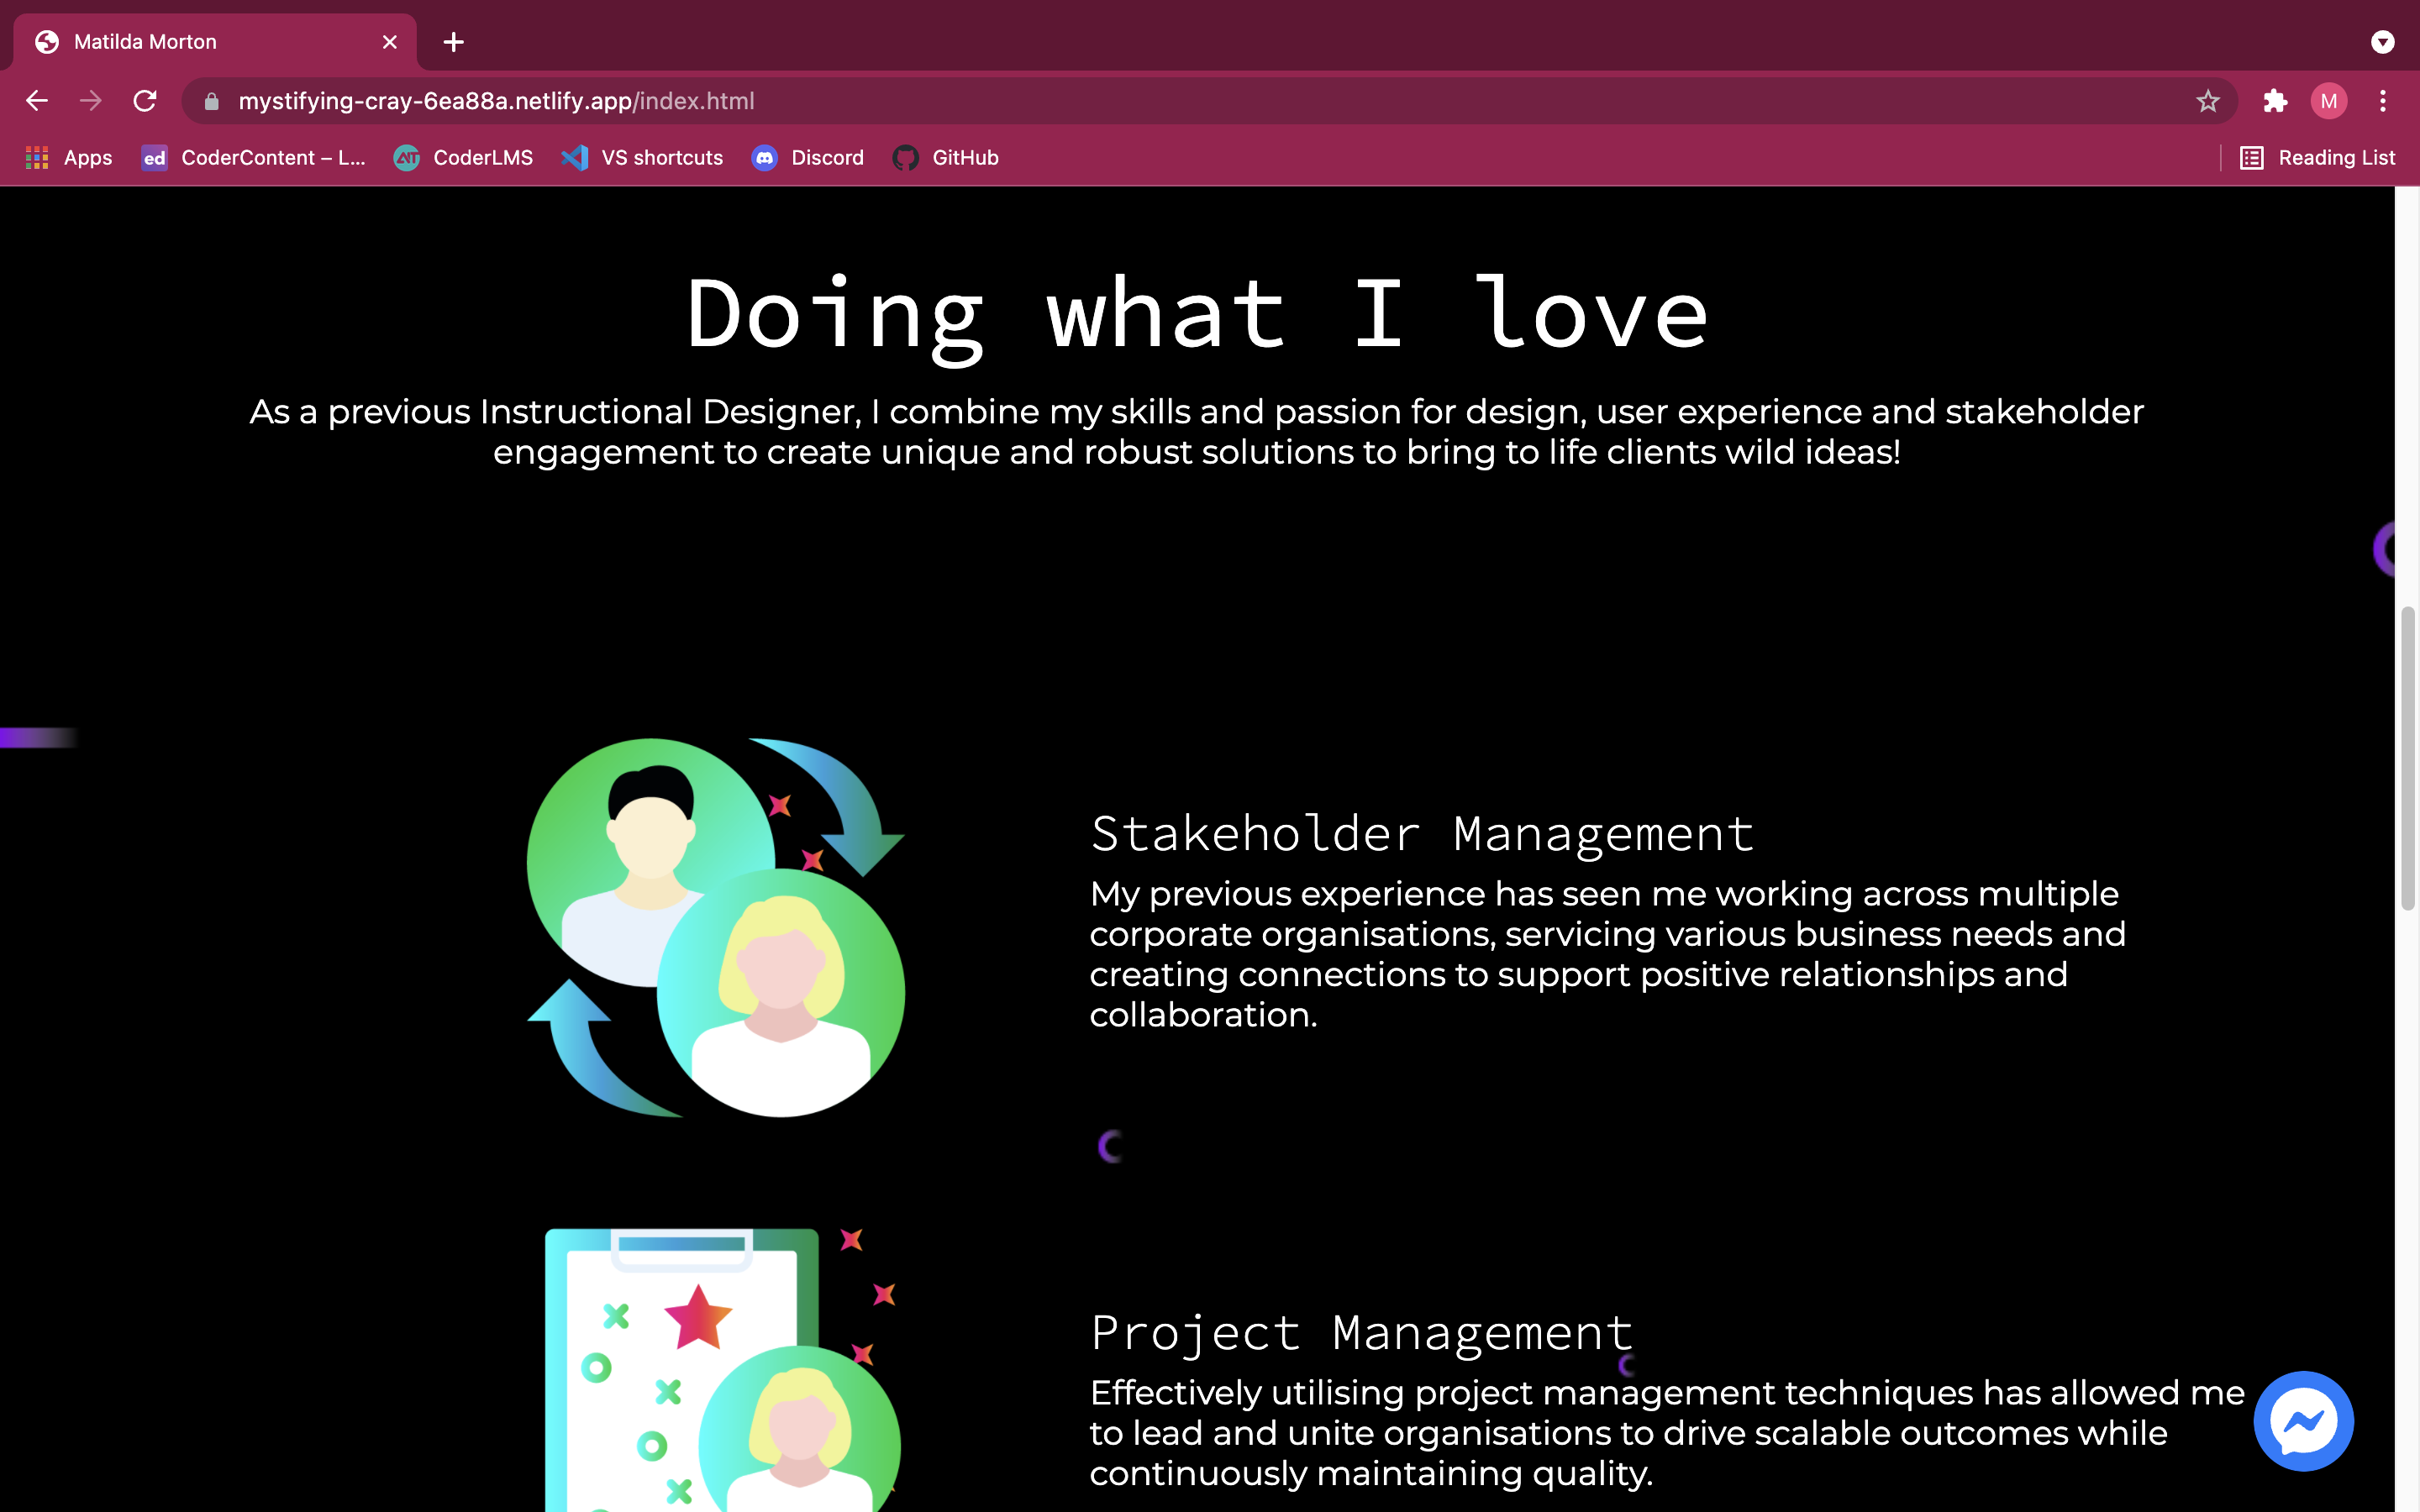 Matilda Morton
mystifying-cray-6ea88a.netlify.app/index.html
M
Apps
ed
CoderContent – L...
CoderLMS
VS shortcuts
Discord
GitHub
Reading List
Doing what I love
As a previous Instructional Designer, I combine my skills and passion for design, user experience and stakeholder
engagement to create unique and robust solutions to bring to life clients wild ideas!
Stakeholder Management
My previous experience has seen me working across multiple
corporate organisations, servicing various business needs and
creating connections to support positive relationships and
collaboration.
Project Management
Effectively utilising project management techniques has allowed me
to lead and unite organisations to drive scalable outcomes while
continuously maintaining quality.